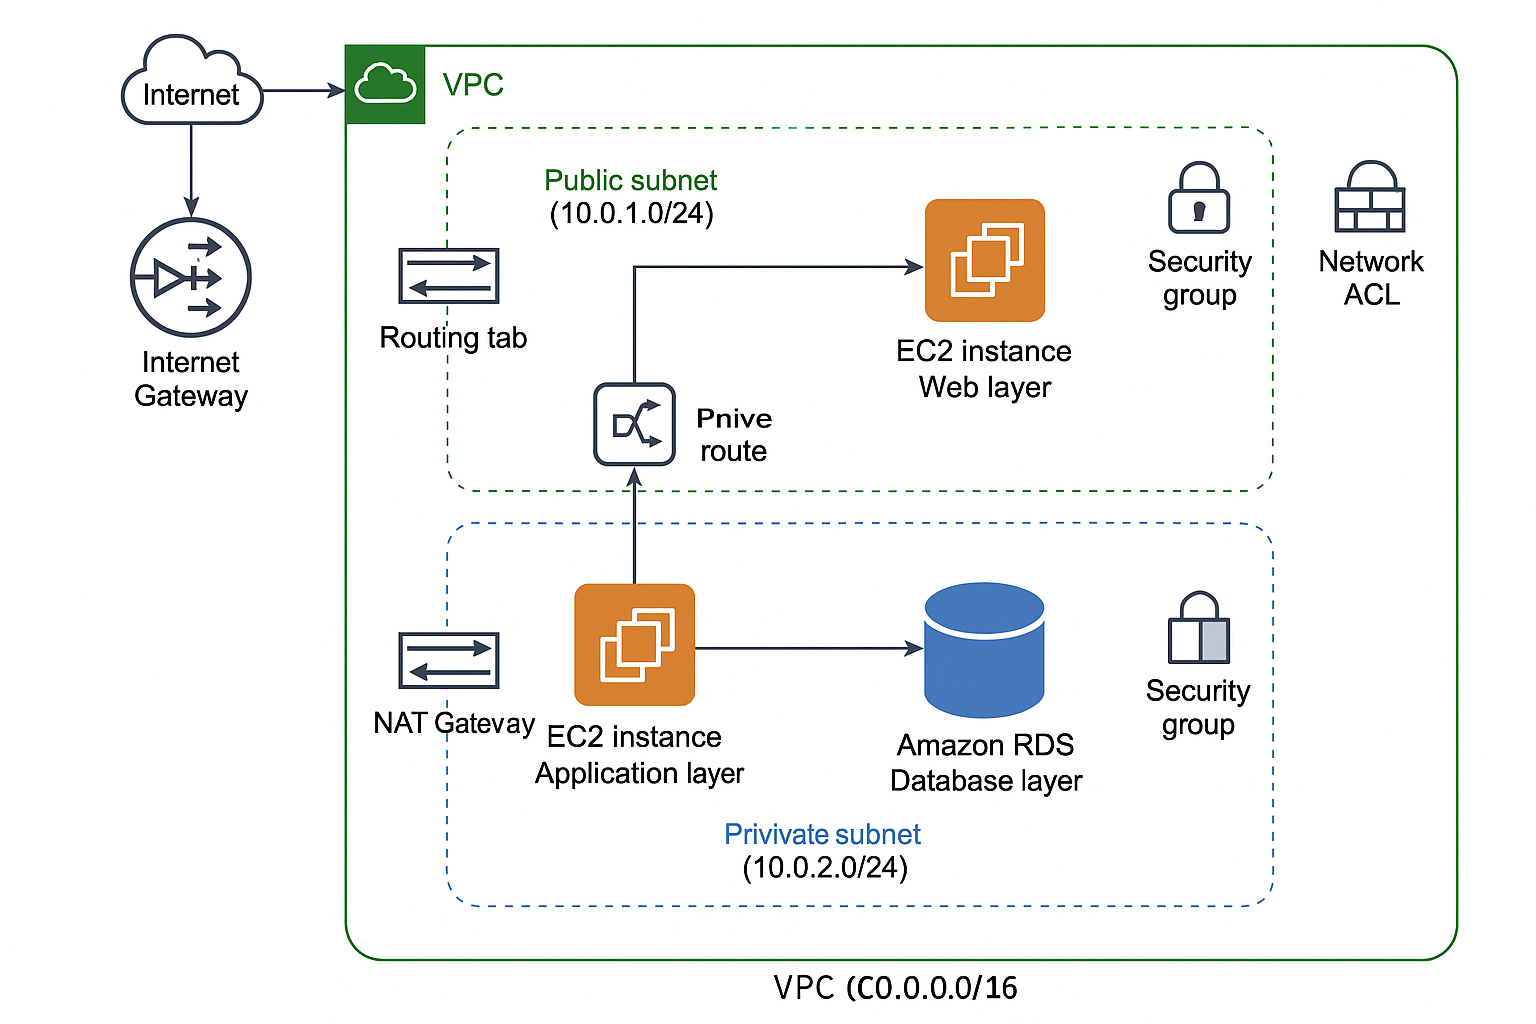 Internet
VPC
Public subnet
(10.0.1.0/24)
Security
group
Network
ACL
Routing tab
Internet
Gateway
EC2 instance
Web layer
Pnive
route
NAT Gatevay
EC2 instance
Application layer
Amazon RDS
Database layer
Security
group
Privivate subnet
(10.0.2.0/24)
VPC (C0.0.0.0/16